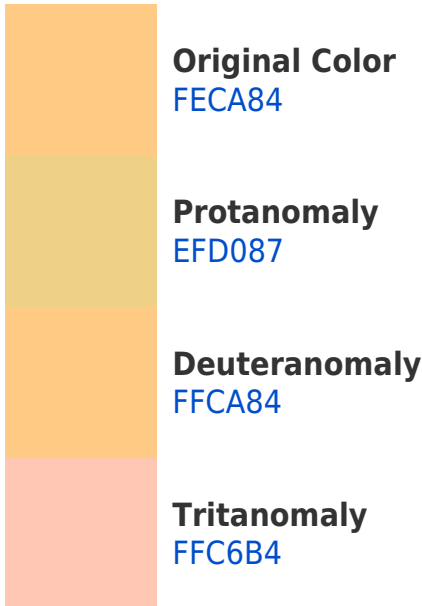 Original Color
FECA84
Protanomaly
EFD087
Deuteranomaly
FFCA84
Tritanomaly
FFC6B4